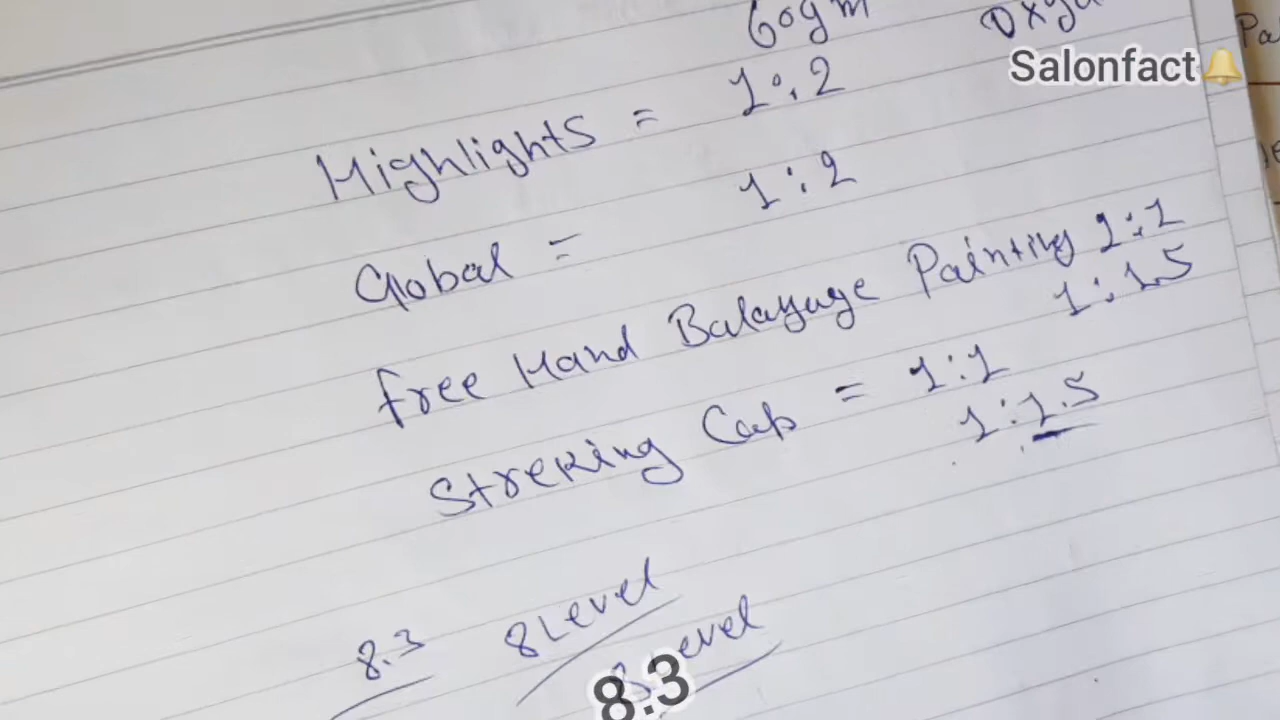 60gm
Salonfact🔔
Highlights = 1:2
Global = 1:2
Free Hand Balayage Painting 1:1
1:1.5
Streking Cap = 1:1
1:1.5
8.3 8Level
8Level
8.3